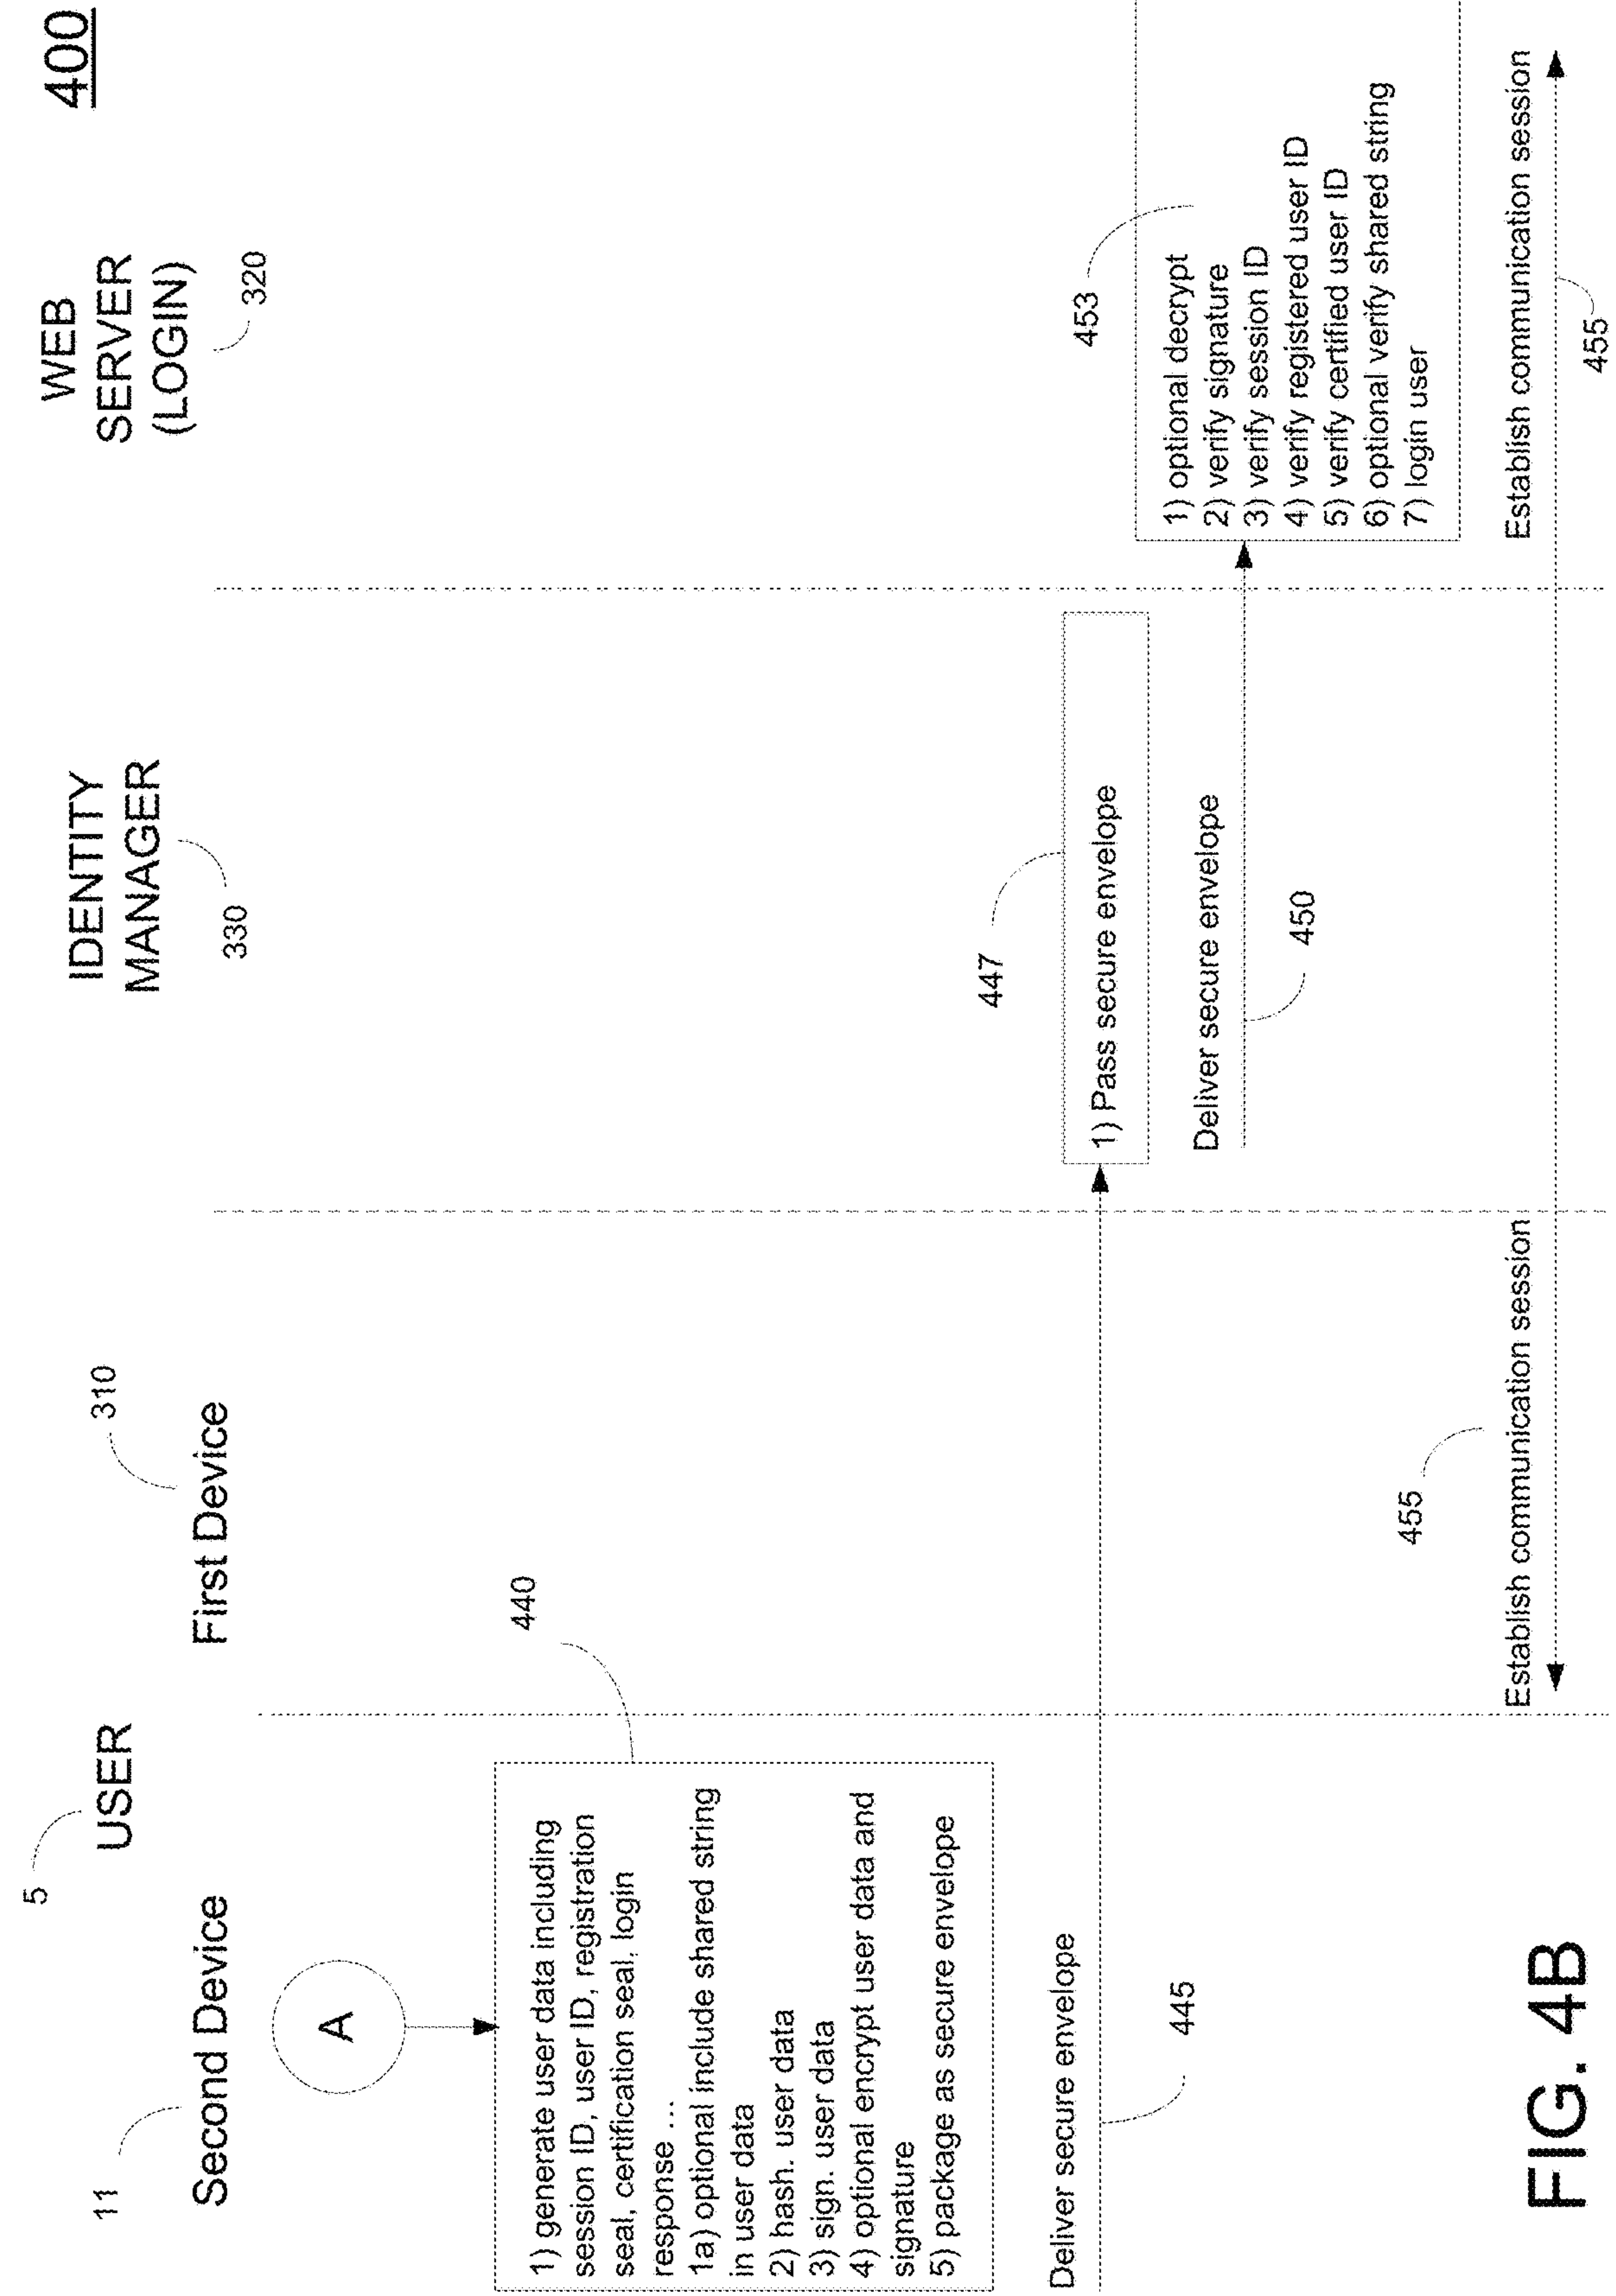 400
5
USER
11
Second Device
310
First Device
IDENTITY
MANAGER
330
WEB
SERVER
(LOGIN)
320
A
440
1) generate user data including
session ID, user ID, registration
seal, certification seal, login
response ...
1a) optional include shared string
in user data
2) hash. user data
3) sign. user data
4) optional encrypt user data and
signature
5) package as secure envelope
Deliver secure envelope
445
447
1) Pass secure envelope
Deliver secure envelope
450
453
1) optional decrypt
2) verify signature
3) verify session ID
4) verify registered user ID
5) verify certified user ID
6) optional verify shared string
7) login user
455
Establish communication session
Establish communication session
455
FIG. 4B